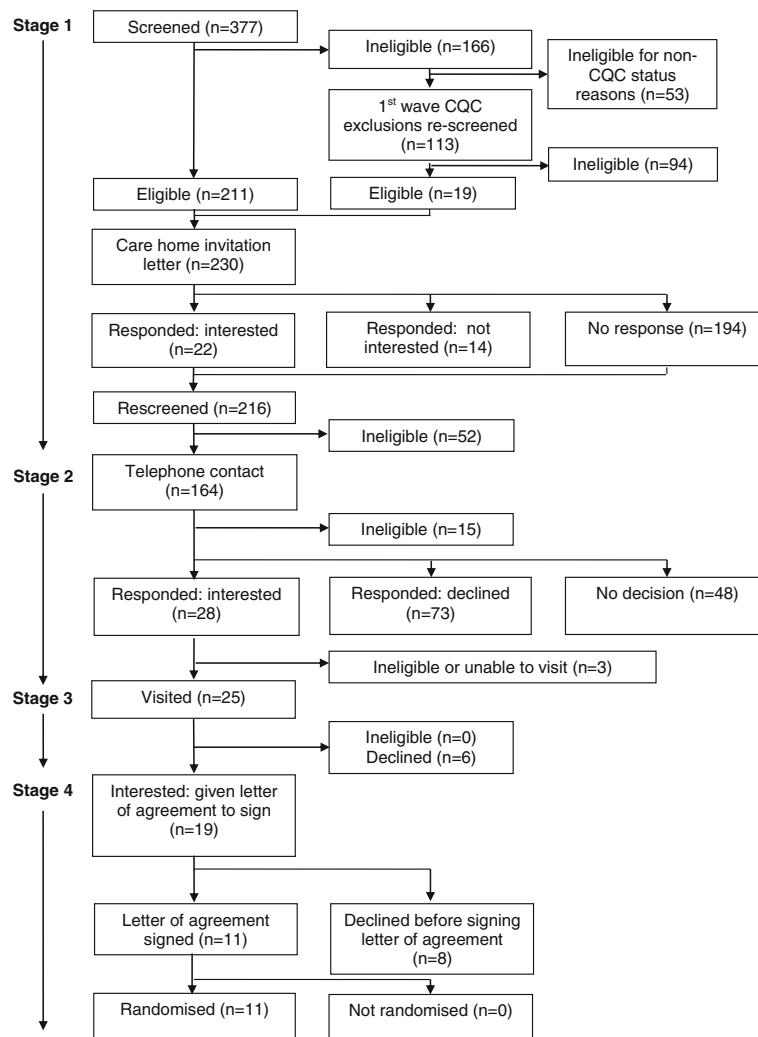 Stage 1
Screened (n=377)
Ineligible (n=166)
Ineligible for non-
CQC status
reasons (n=53)
1st wave CQC
exclusions re-screened
(n=113)
Ineligible (n=94)
Eligible (n=211)
Eligible (n=19)
Care home invitation
letter (n=230)
Responded: interested
(n=22)
Responded: not
interested (n=14)
No response (n=194)
Rescreened (n=216)
Ineligible (n=52)
Stage 2
Telephone contact
(n=164)
Ineligible (n=15)
Responded: interested
(n=28)
Responded: declined
(n=73)
No decision (n=48)
Ineligible or unable to visit (n=3)
Stage 3
Visited (n=25)
Ineligible (n=0)
Declined (n=6)
Stage 4
Interested: given letter
of agreement to sign
(n=19)
Letter of agreement
signed (n=11)
Declined before signing
letter of agreement
(n=8)
Randomised (n=11)
Not randomised (n=0)